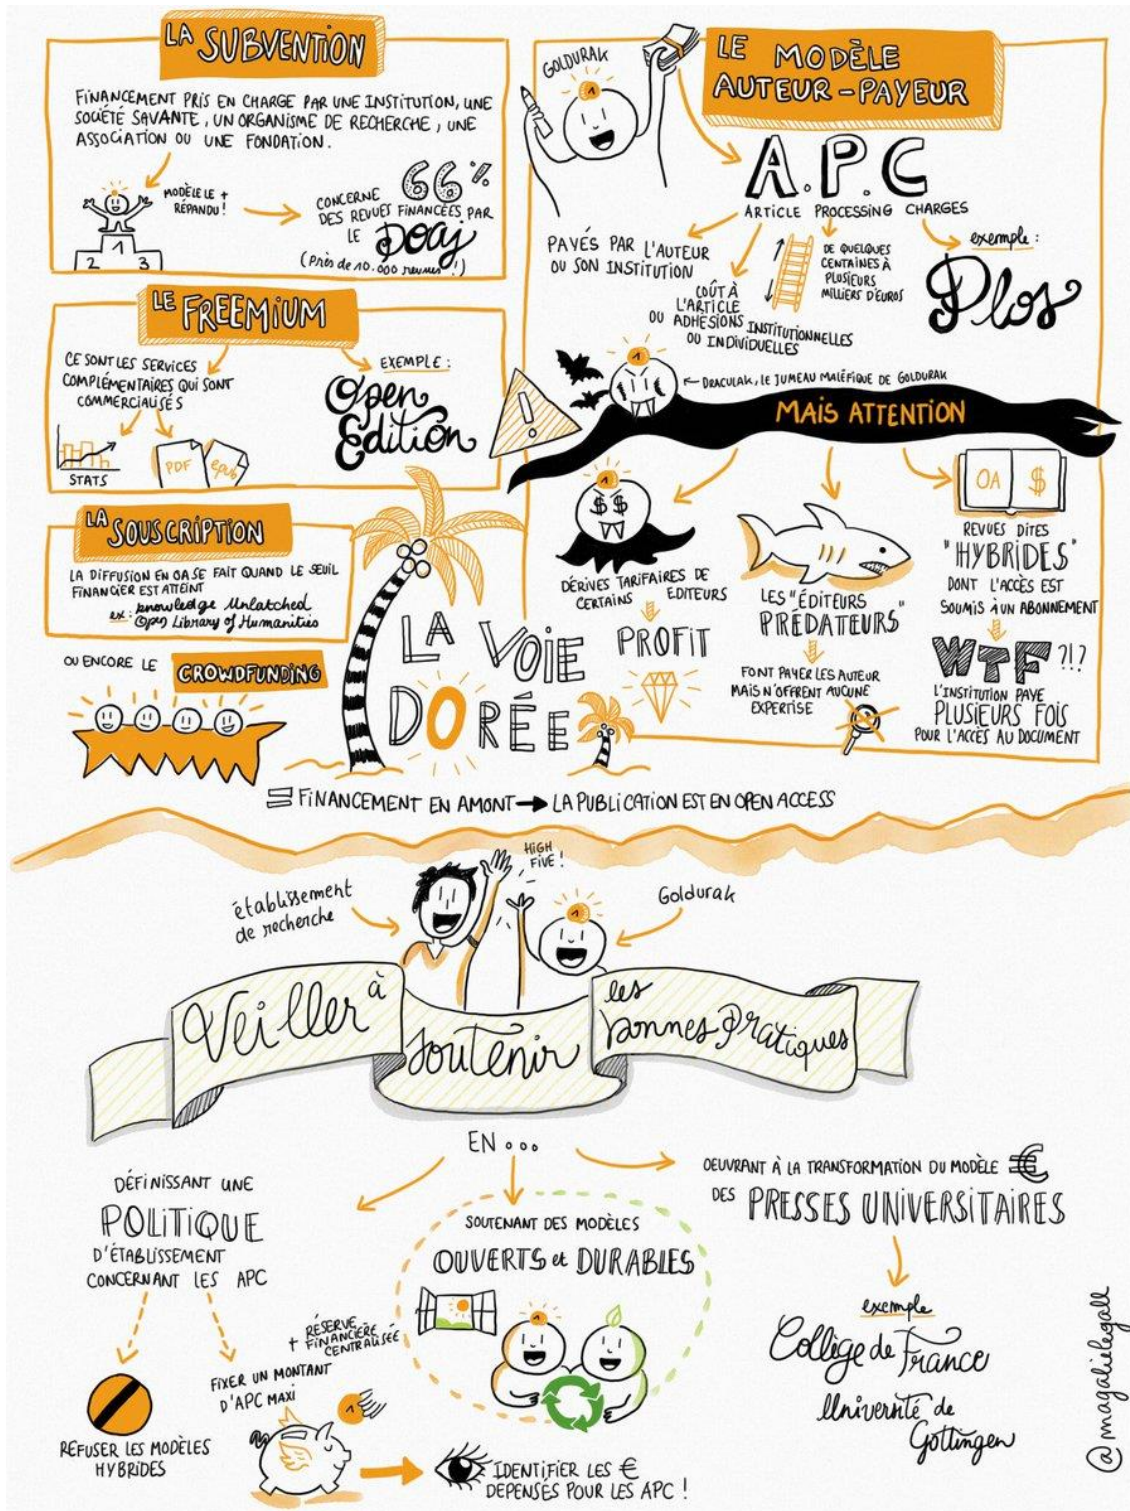 LA SUBVENTION
FINANCEMENT PRIS EN CHARGE PAR UNE INSTITUTION, UNE
SOCIÉTÉ SAVANTE, UN ORGANISME DE RECHERCHE, UNE
ASSOCIATION OU UNE FONDATION.
MODÈLE LE +
RÉPANDU !
2 1 3
CONCERNE 66%
DES REVUES FINANCÉES PAR
LE DOAJ
(Près de 10.000 revues !)
LE FREEMIUM
CE SONT LES SERVICES
COMPLÉMENTAIRES QUI SONT
COMMERCIALISÉS
STATS
PDF
epub
EXEMPLE :
Open
Edition
LA SOUSCRIPTION
LA DIFFUSION EN OA SE FAIT QUAND LE SEUIL
FINANCIER EST ATTEINT
ex : Knowledge Unlatched
Open Library of Humanities
OU ENCORE LE CROWDFUNDING
GOLDURAK
LE MODÈLE
AUTEUR-PAYEUR
A.P.C
ARTICLE PROCESSING CHARGES
PAYÉS PAR L'AUTEUR
OU SON INSTITUTION
COÛT À
L'ARTICLE
OU ADHÉSIONS INSTITUTIONNELLES
OU INDIVIDUELLES
DE QUELQUES
CENTAINES À
PLUSIEURS
MILLIERS D'EUROS
exemple :
Plos
1
DRACULAK, LE JUMEAU MALÉFIQUE DE GOLDURAK
!
MAIS ATTENTION
1
$ $
DÉRIVES TARIFAIRES DE
CERTAINS EDITEURS
PROFIT
LES "ÉDITEURS
PRÉDATEURS"
FONT PAYER LES AUTEUR
MAIS N'OFFRENT AUCUNE
EXPERTISE
OA $
REVUES DITES
"HYBRIDES"
DONT L'ACCÈS EST
SOUMIS À UN ABONNEMENT
WTF ?!?
L'INSTITUTION PAYE
PLUSIEURS FOIS
POUR L'ACCÈS AU DOCUMENT
LA VOIE
DORÉE
FINANCEMENT EN AMONT → LA PUBLICATION EST EN OPEN ACCESS
HIGH
FIVE !
établissement
de recherche
1
Goldurak
Veiller à
soutenir
les
bonnes Pratiques
EN ...
DÉFINISSANT UNE
POLITIQUE
D'ÉTABLISSEMENT
CONCERNANT LES APC
REFUSER LES MODÈLES
HYBRIDES
FIXER UN MONTANT
D'APC MAXI
+ RÉSERVE
FINANCIÈRE
CENTRALISÉE
1
IDENTIFIER LES €
DEPENSÉS POUR LES APC !
SOUTENANT DES MODÈLES
OUVERTS et DURABLES
OEUVRANT À LA TRANSFORMATION DU MODÈLE €
DES PRESSES UNIVERSITAIRES
exemple
Collège de France
Université de
Gottingen
@magalielegall